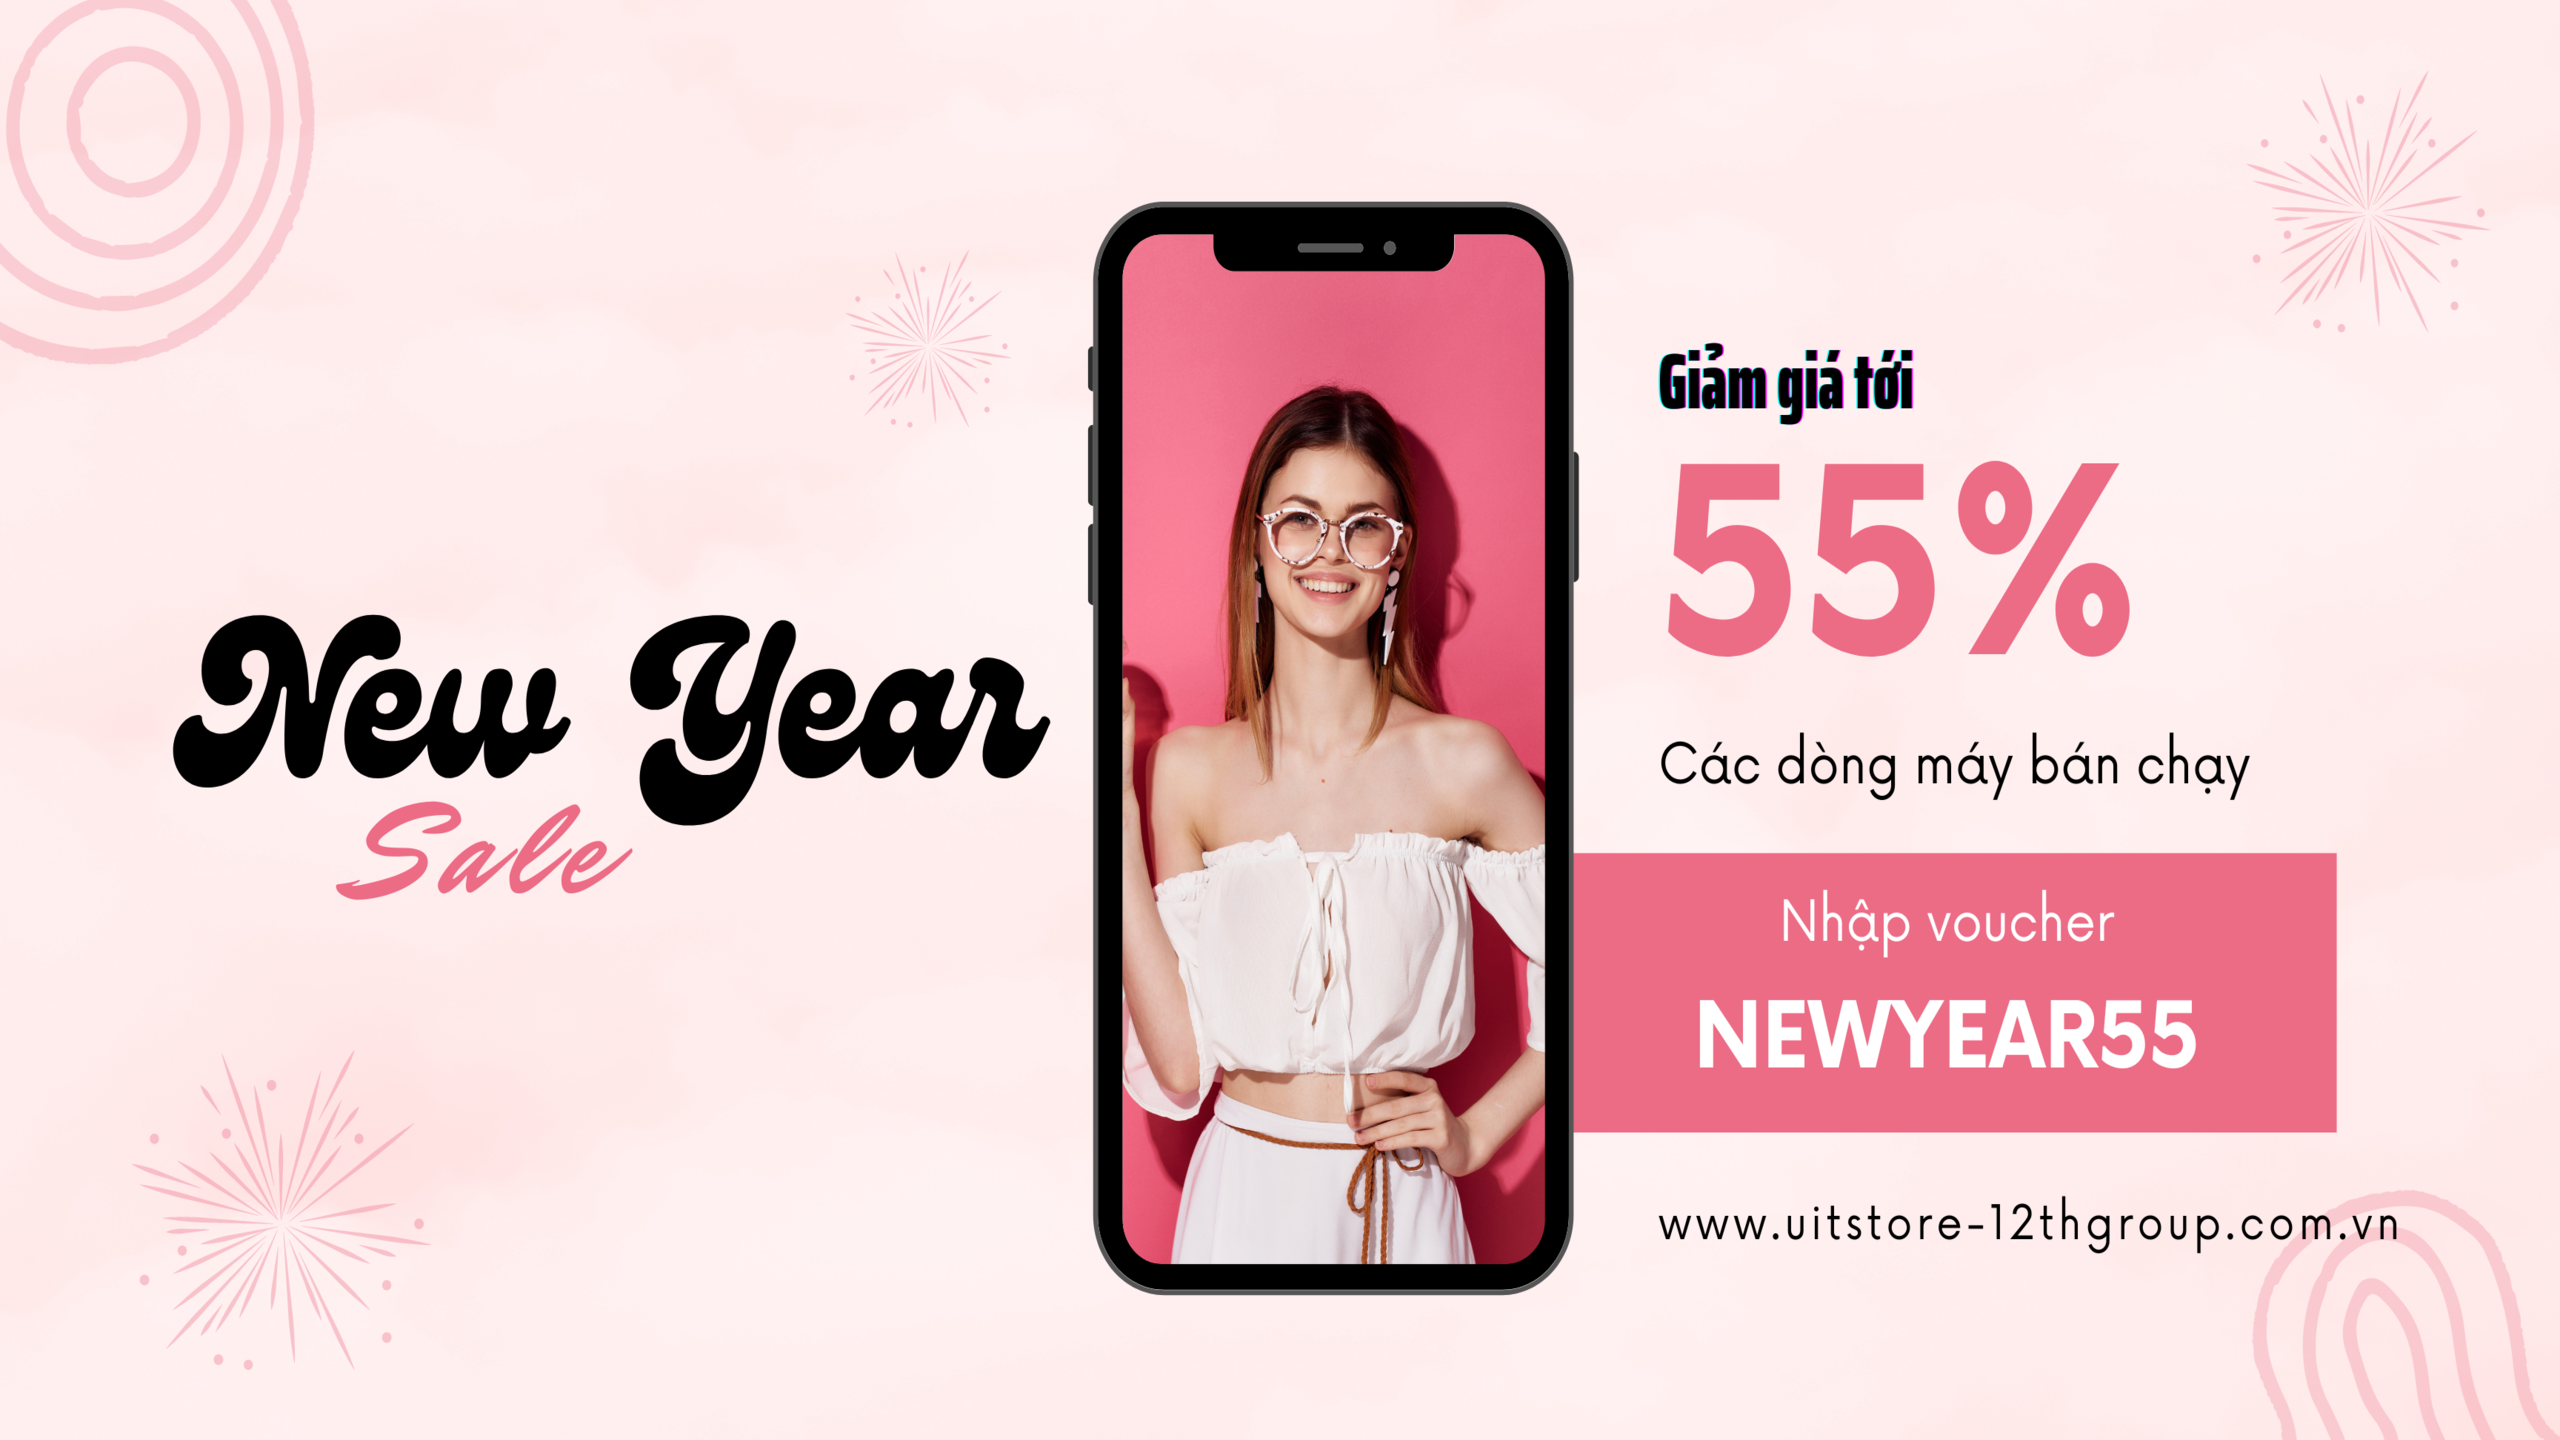 New Year
Sale
Giảm giá tới
55%
Các dòng máy bán chạy
Nhập voucher
NEWYEAR55
www.uitstore-12thgroup.com.vn